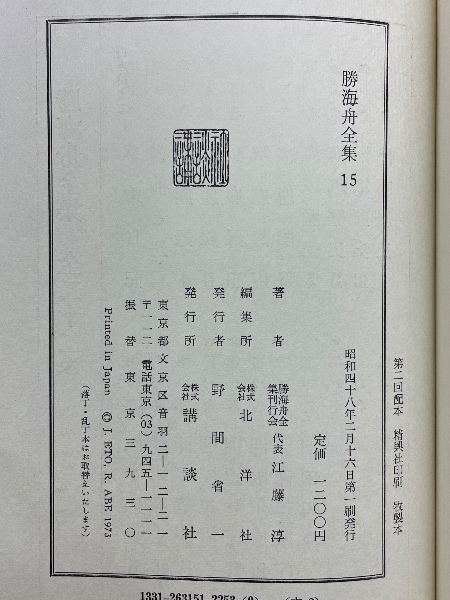 勝海舟全集 15
講談社
昭和四十八年二月十六日第一刷発行
定価 一二〇〇円
著者 勝海舟全集刊行会 代表 江藤淳
編集所 株式会社 北洋社
発行者 野間省一
発行所 株式会社 講談社
東京都文京区音羽二—一二—二一
〒一一二 電話東京(03)九四五—一一一一
振替東京三九三〇
Printed in Japan © J. ETO, R. ABE 1973
(落丁・乱丁本はお取替えいたします)
第二回配本 精興社印刷
1331-263151-2253 (0)